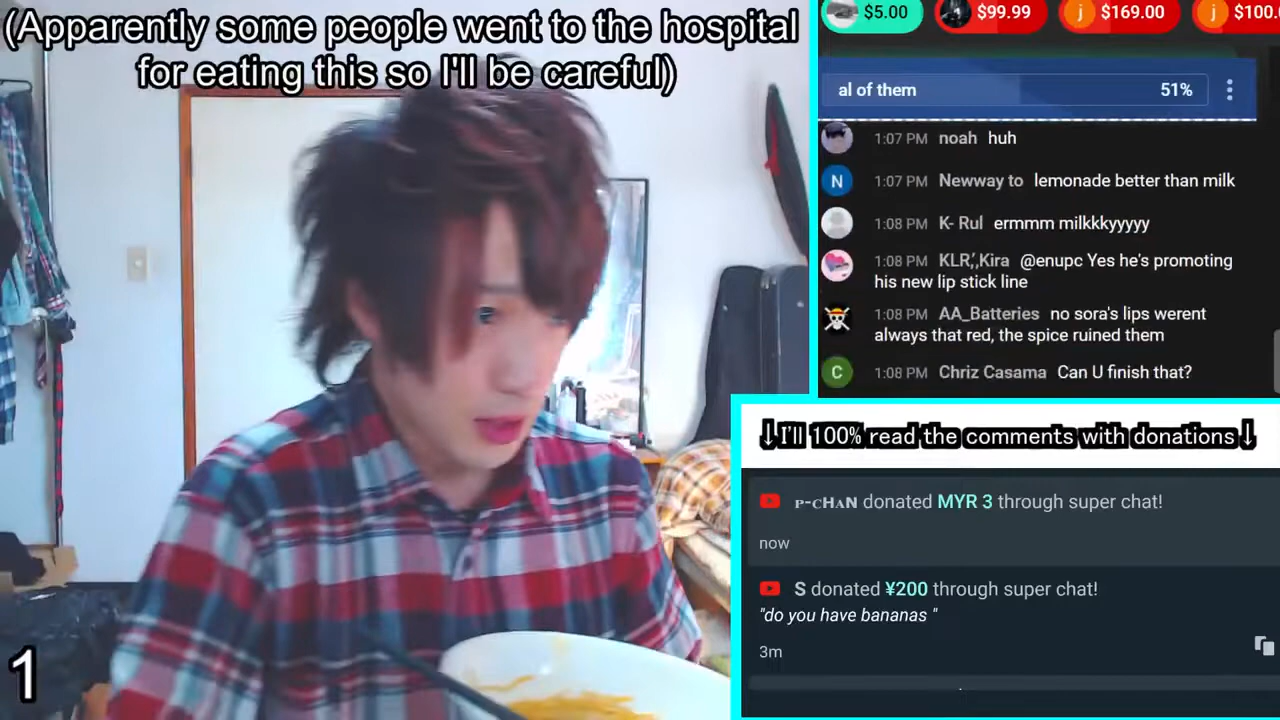 (Apparently some people went to the hospital
for eating this so I'll be careful)
1
$5.00
$99.99
j $169.00
j $100.
al of them 51%
1:07 PM noah huh
N 1:07 PM Newway to lemonade better than milk
1:08 PM K- Rul ermmm milkkkyyyyy
1:08 PM KLR,',,Kira @enupc Yes he's promoting
his new lip stick line
1:08 PM AA_Batteries no sora's lips werent
always that red, the spice ruined them
C 1:08 PM Chriz Casama Can U finish that?
↓I'll 100% read the comments with donations↓
ᴘ-ᴄHᴀN donated MYR 3 through super chat!
now
S donated ¥200 through super chat!
"do you have bananas "
3m